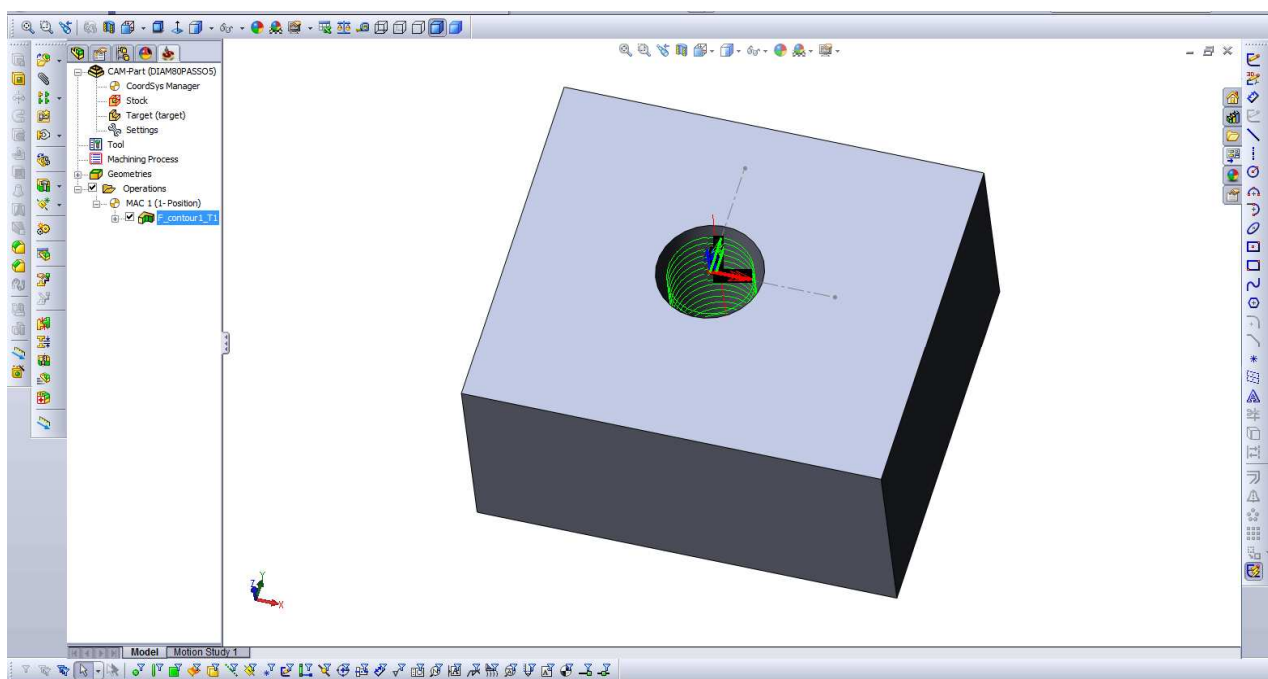 CAM-Part (DIAM80PASSO5)
CoordSys Manager
Stock
Target (target)
Settings
Tool
Machining Process
Geometries
Operations
MAC 1 (1- Position)
F_contour1_T1
Y
Z
X
Model
Motion Study 1